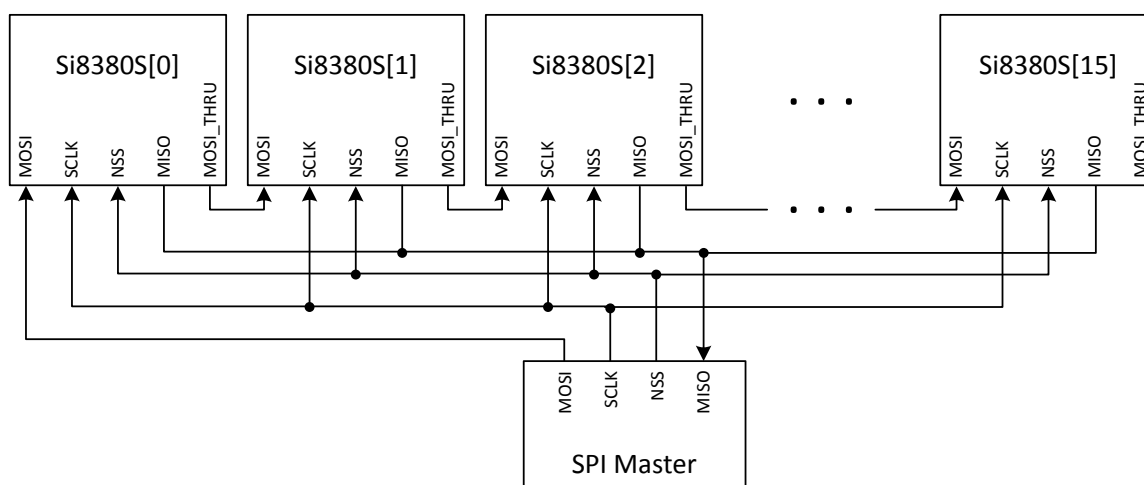 Si8380S[0]
MOSI
SCLK
NSS
MISO
MOSI_THRU
Si8380S[1]
MOSI
SCLK
NSS
MISO
MOSI_THRU
Si8380S[2]
MOSI
SCLK
NSS
MISO
MOSI_THRU
. . .
. . .
Si8380S[15]
MOSI
SCLK
NSS
MISO
MOSI_THRU
MOSI
SCLK
NSS
MISO
SPI Master